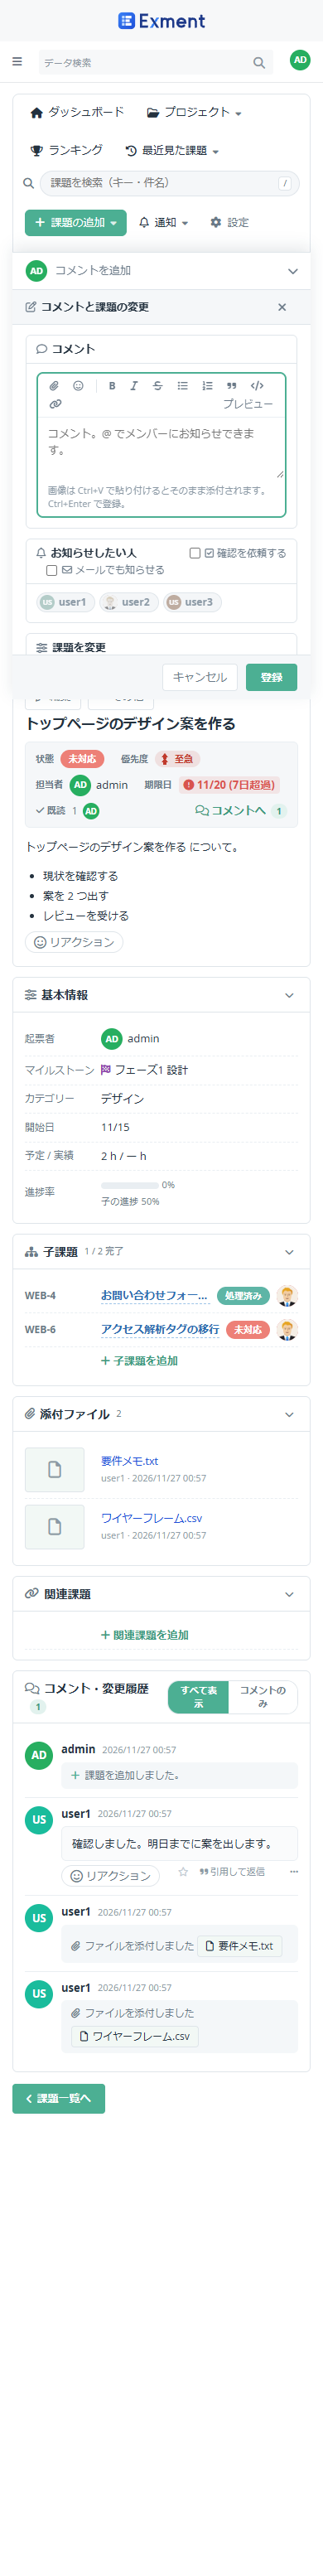 Exment
データ検索
AD
ダッシュボード
プロジェクト
ランキング
最近見た課題
課題を検索（キー・件名）
/
課題の追加
通知
設定
AD コメントを追加
コメントと課題の変更
コメント
B
プレビュー
コメント。@ でメンバーにお知らせできま
す。
画像は Ctrl+V で貼り付けるとそのまま添付されます。
Ctrl+Enter で登録。
お知らせしたい人
確認を依頼する
メールでも知らせる
US user1
user2
US user3
課題を変更
キャンセル
登録
トップページのデザイン案を作る
状態 未対応 優先度 至急
担当者 AD admin 期限日 11/20 (7日超過)
既読 1 AD コメントへ 1
トップページのデザイン案を作る について。
現状を確認する
案を 2 つ出す
レビューを受ける
リアクション
基本情報
起票者 AD admin
マイルストーン フェーズ1 設計
カテゴリー デザイン
開始日 11/15
予定 / 実績 2 h / ー h
進捗率 0%
子の進捗 50%
子課題 1 / 2 完了
WEB-4 お問い合わせフォー... 処理済み
WEB-6 アクセス解析タグの移行 未対応
子課題を追加
添付ファイル 2
要件メモ.txt
user1 · 2026/11/27 00:57
ワイヤーフレーム.csv
user1 · 2026/11/27 00:57
関連課題
関連課題を追加
コメント・変更履歴
1
すべて表
示
コメントの
み
AD admin 2026/11/27 00:57
課題を追加しました。
US user1 2026/11/27 00:57
確認しました。明日までに案を出します。
リアクション
引用して返信
US user1 2026/11/27 00:57
ファイルを添付しました 要件メモ.txt
US user1 2026/11/27 00:57
ファイルを添付しました
ワイヤーフレーム.csv
課題一覧へ